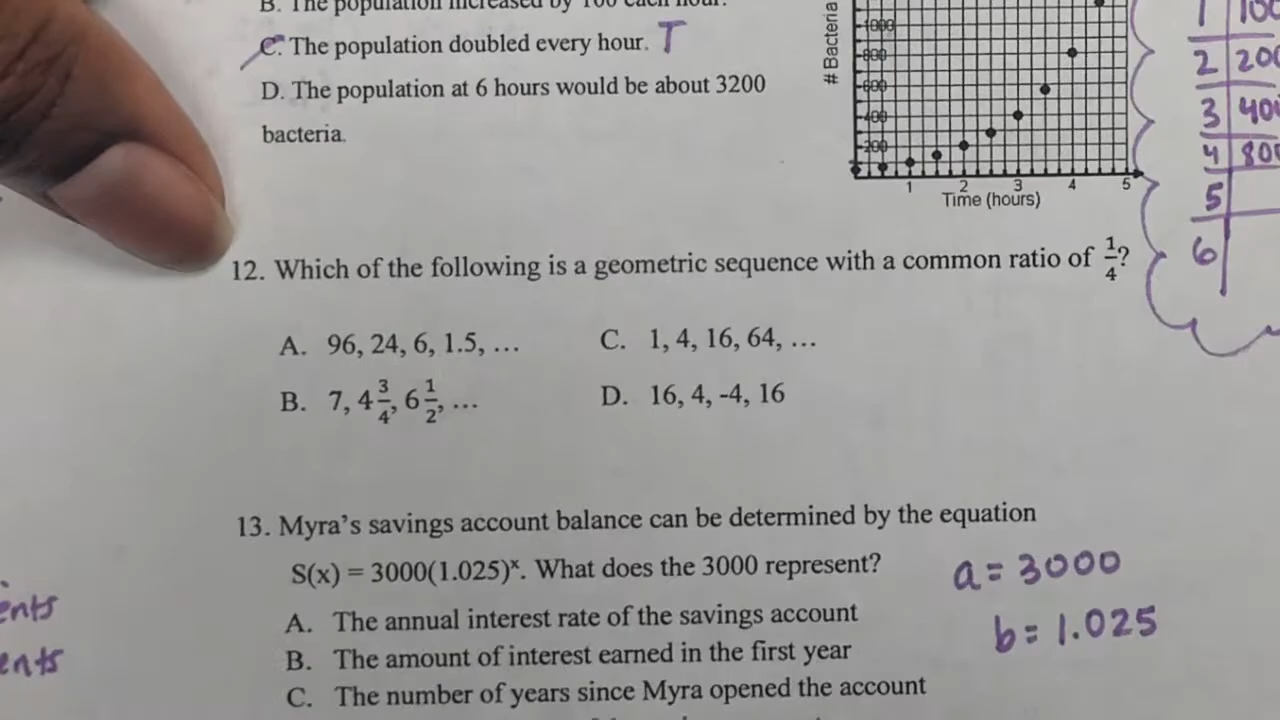 B. The population increased by 100 each hour.
C. The population doubled every hour. T
D. The population at 6 hours would be about 3200
bacteria.
# Bacteria
1000
800
600
400
200
1 2 3 4 5
Time (hours)
1 100
2 200
3 400
4 800
5
6
12. Which of the following is a geometric sequence with a common ratio of 1/4?
A. 96, 24, 6, 1.5, …
C. 1, 4, 16, 64, …
B. 7, 4 3/4, 6 1/2, …
D. 16, 4, -4, 16
13. Myra's savings account balance can be determined by the equation
S(x) = 3000(1.025)ˣ. What does the 3000 represent?
a = 3000
b = 1.025
A. The annual interest rate of the savings account
B. The amount of interest earned in the first year
C. The number of years since Myra opened the account
ents
ents